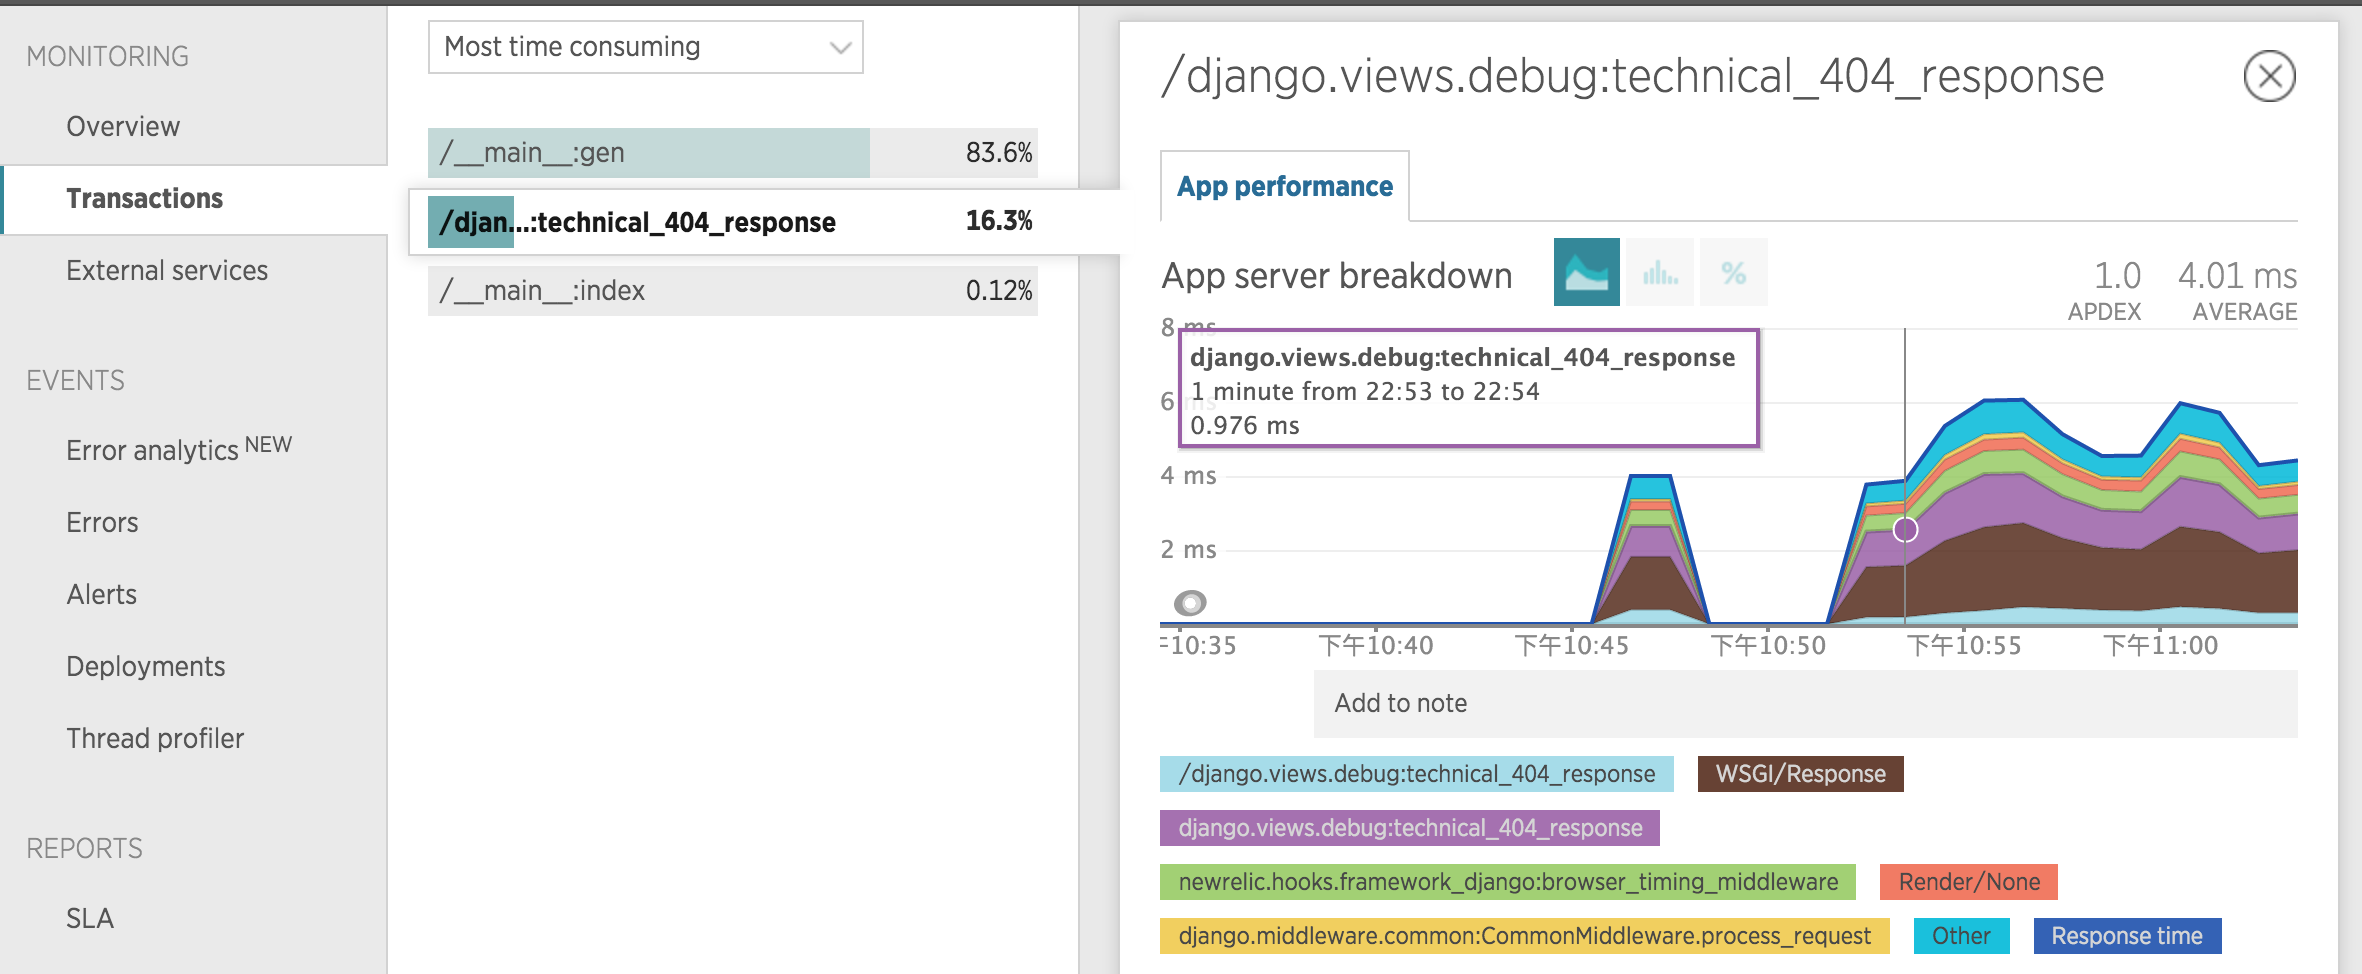 MONITORING
Overview
Transactions
External services
EVENTS
Error analytics NEW
Errors
Alerts
Deployments
Thread profiler
REPORTS
SLA
Most time consuming
/__main__:gen 83.6%
/djan...:technical_404_response 16.3%
/__main__:index 0.12%
/django.views.debug:technical_404_response
App performance
App server breakdown
%
1.0 4.01 ms
APDEX AVERAGE
8 ms
django.views.debug:technical_404_response
1 minute from 22:53 to 22:54
6 ms
0.976 ms
4 ms
2 ms
10:35 下午10:40 下午10:45 下午10:50 下午10:55 下午11:00
Add to note
/django.views.debug:technical_404_response WSGI/Response
django.views.debug:technical_404_response
newrelic.hooks.framework_django:browser_timing_middleware Render/None
django.middleware.common:CommonMiddleware.process_request Other Response time